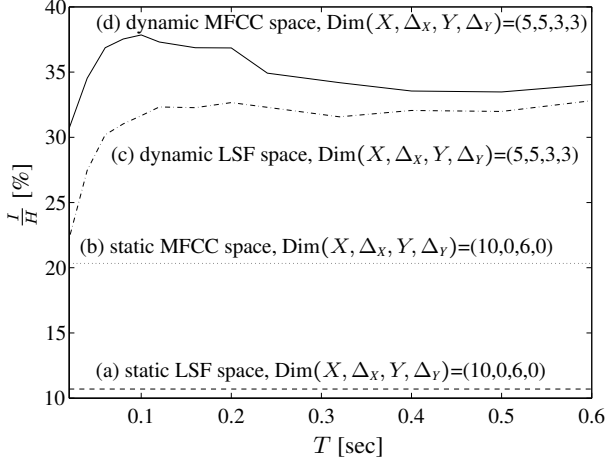 (d) dynamic MFCC space, Dim(X, Δ_X, Y, Δ_Y)=(5,5,3,3)
40
35
(c) dynamic LSF space, Dim(X, Δ_X, Y, Δ_Y)=(5,5,3,3)
30
I/H [%]
25
(b) static MFCC space, Dim(X, Δ_X, Y, Δ_Y)=(10,0,6,0)
20
15
(a) static LSF space, Dim(X, Δ_X, Y, Δ_Y)=(10,0,6,0)
10
0.1 0.2 0.3 0.4 0.5 0.6
T [sec]